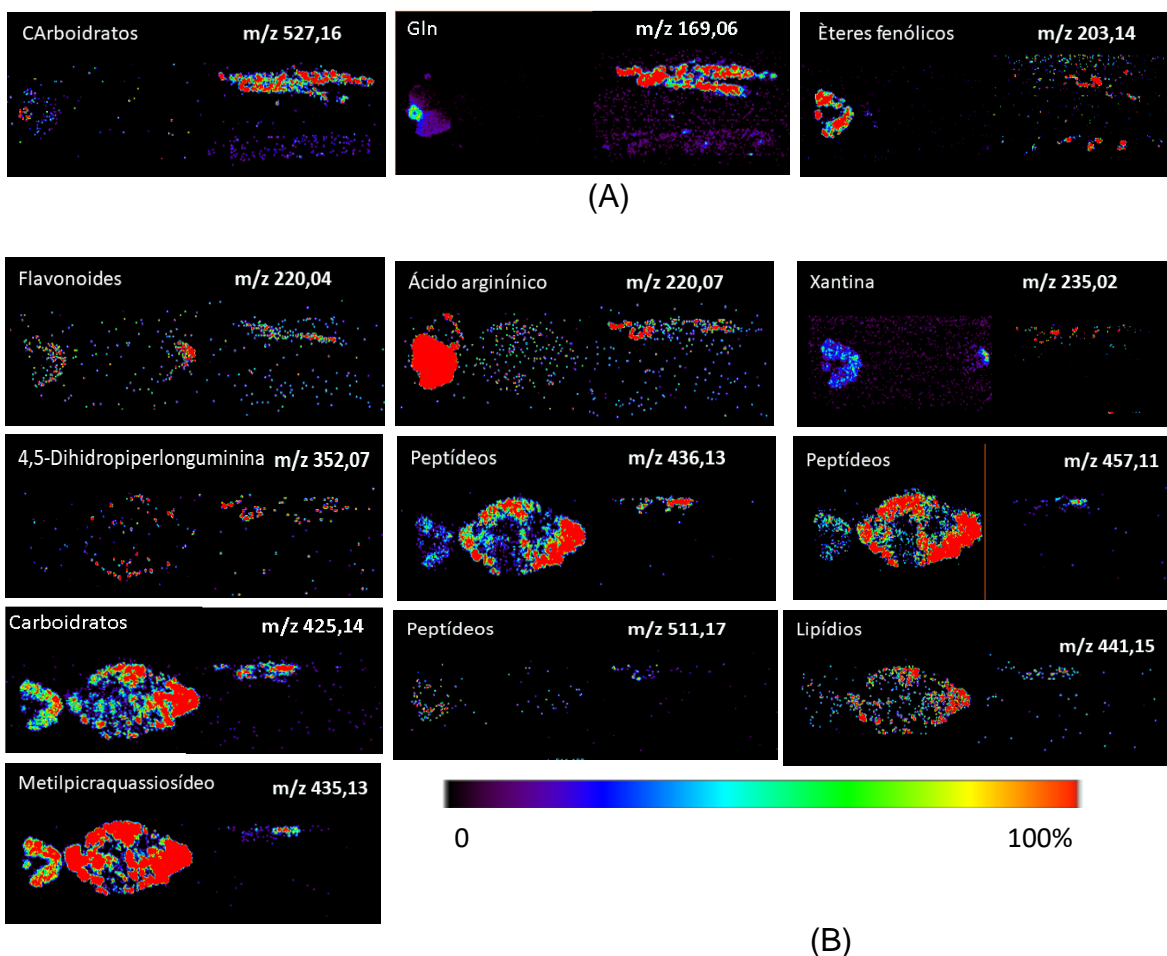 CArboidratos m/z 527,16
Gln m/z 169,06
Èteres fenólicos m/z 203,14
(A)
Flavonoides m/z 220,04
Ácido arginínico m/z 220,07
Xantina m/z 235,02
4,5-Dihidropiperlonguminina m/z 352,07
Peptídeos m/z 436,13
Peptídeos m/z 457,11
Carboidratos m/z 425,14
Peptídeos m/z 511,17
Lipídios m/z 441,15
Metilpicraquassiosídeo m/z 435,13
0 100%
(B)